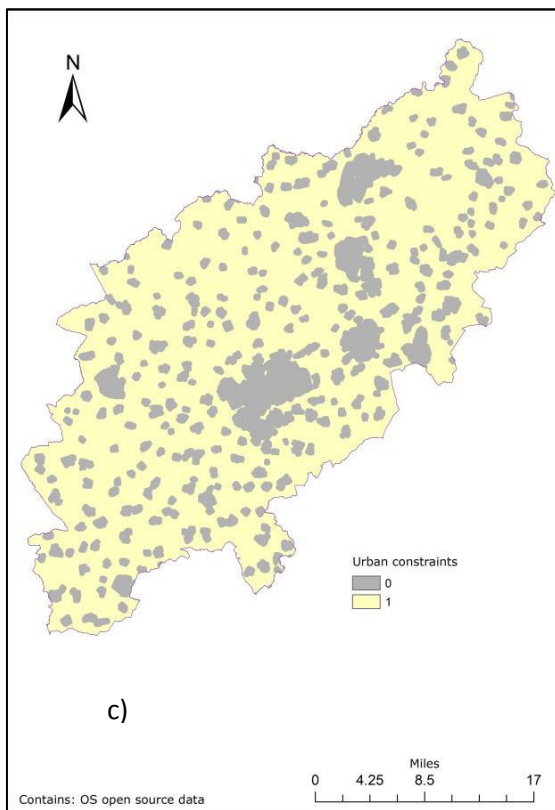 N
Urban constraints
0
1
c)
Miles
0 4.25 8.5 17
Contains: OS open source data